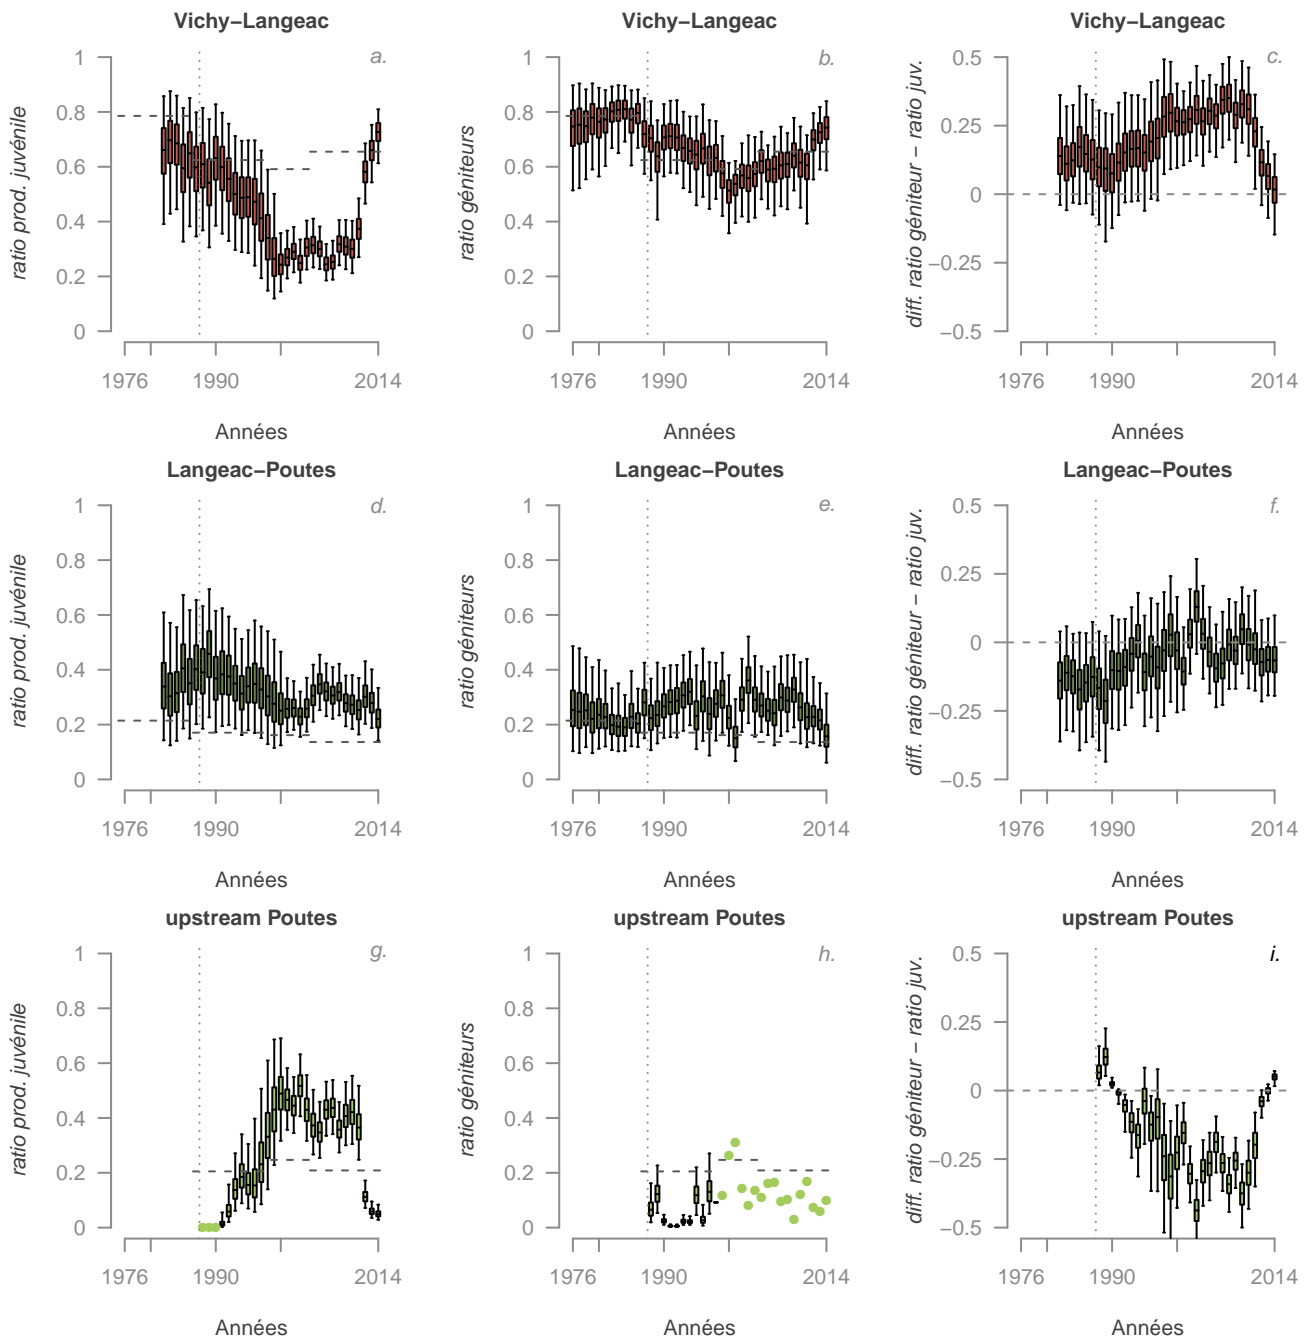 Vichy−Langeac
a.
ratio prod. juvénile
1
0.8
0.6
0.4
0.2
0
1976 1990 2014
Années
Vichy−Langeac
b.
ratio géniteurs
1
0.8
0.6
0.4
0.2
0
1976 1990 2014
Années
Vichy−Langeac
c.
diff. ratio géniteur − ratio juv.
0.5
0.25
0
−0.25
−0.5
1976 1990 2014
Années
Langeac−Poutes
d.
ratio prod. juvénile
1
0.8
0.6
0.4
0.2
0
1976 1990 2014
Années
Langeac−Poutes
e.
ratio géniteurs
1
0.8
0.6
0.4
0.2
0
1976 1990 2014
Années
Langeac−Poutes
f.
diff. ratio géniteur − ratio juv.
0.5
0.25
0
−0.25
−0.5
1976 1990 2014
Années
upstream Poutes
g.
ratio prod. juvénile
1
0.8
0.6
0.4
0.2
0
1976 1990 2014
Années
upstream Poutes
h.
ratio géniteurs
1
0.8
0.6
0.4
0.2
0
1976 1990 2014
Années
upstream Poutes
i.
diff. ratio géniteur − ratio juv.
0.5
0.25
0
−0.25
−0.5
1976 1990 2014
Années